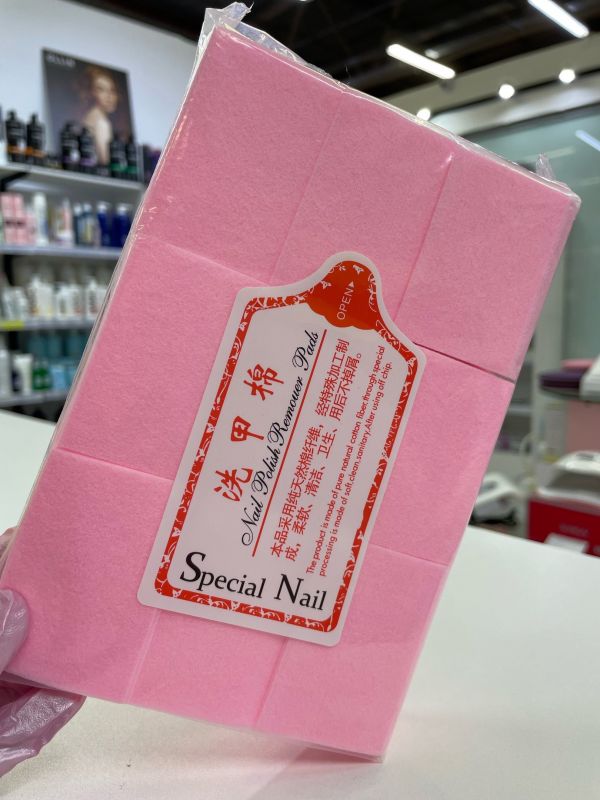 OPEN
洗甲棉
Nail Polish Remouer Pads
本品采用纯天然棉纤维，经特殊加工制
成，柔软、清洁、卫生、用后不掉屑。
The product is made of pure natural cotton fiber,through special
processing is made of soft,clean,sanitary.After using off chip.
Special Nail